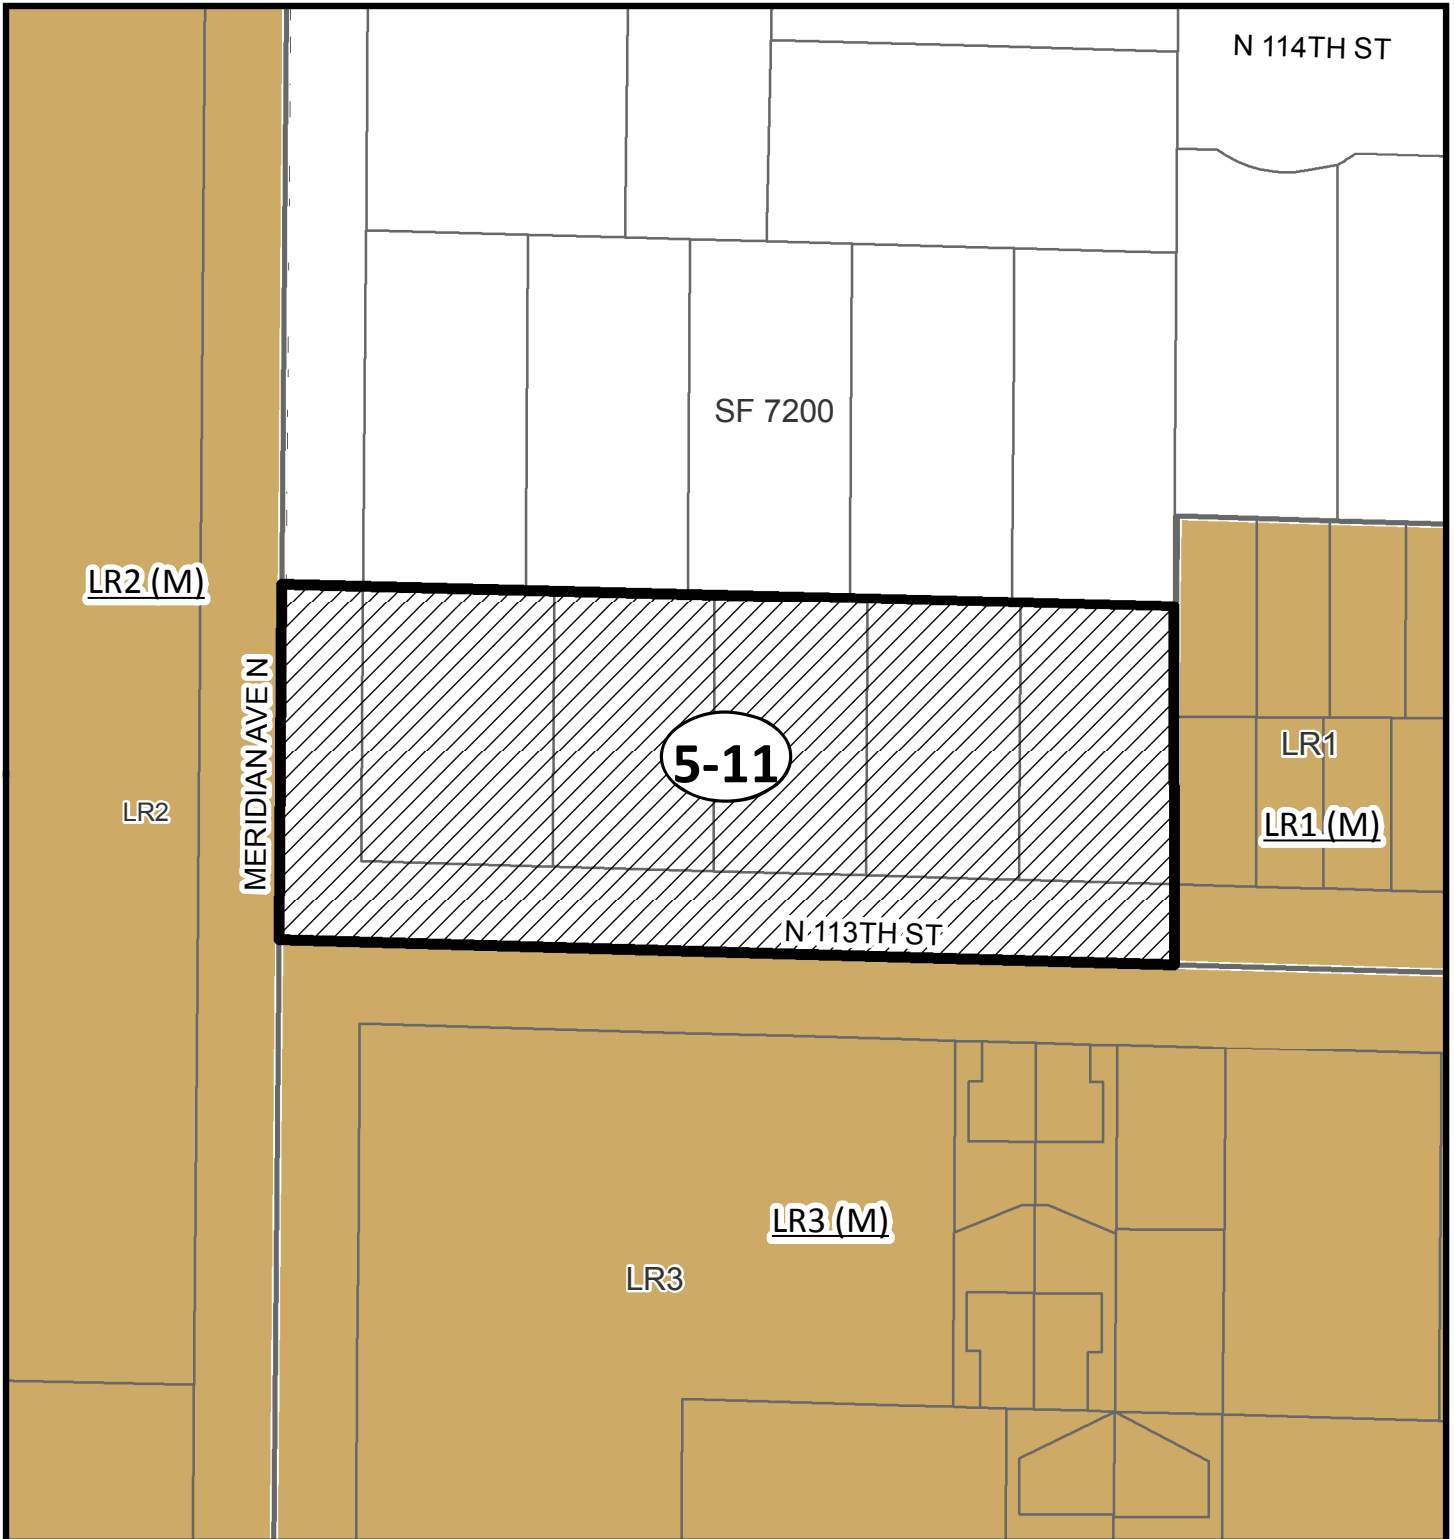 N 114TH ST
SF 7200
LR2 (M)
MERIDIAN AVE N
5-11
LR1
LR2
LR1 (M)
N 113TH ST
LR3 (M)
LR3